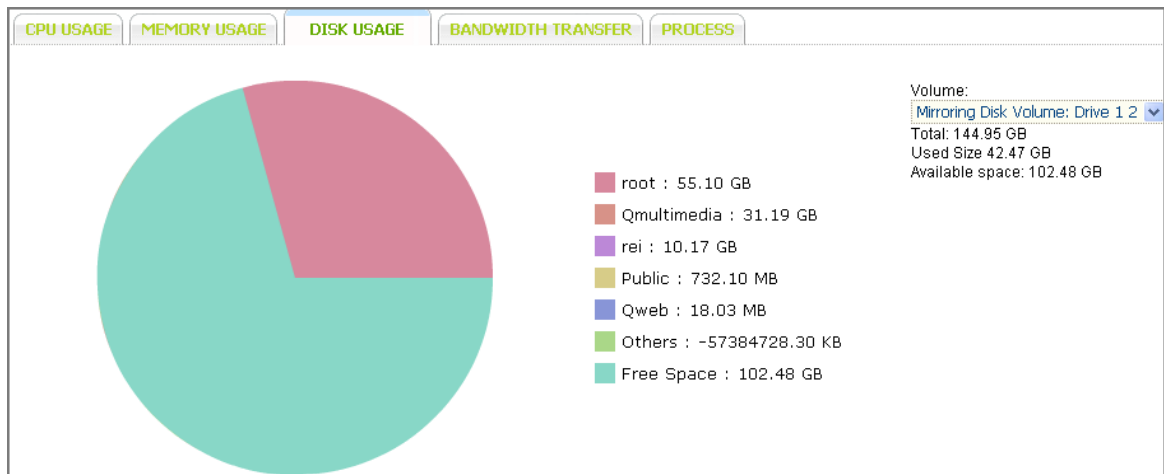 CPU USAGE MEMORY USAGE DISK USAGE BANDWIDTH TRANSFER PROCESS
Volume:
Mirroring Disk Volume: Drive 1 2
Total: 144.95 GB
Used Size 42.47 GB
Available space: 102.48 GB
root : 55.10 GB
Qmultimedia : 31.19 GB
rei : 10.17 GB
Public : 732.10 MB
Qweb : 18.03 MB
Others : -57384728.30 KB
Free Space : 102.48 GB